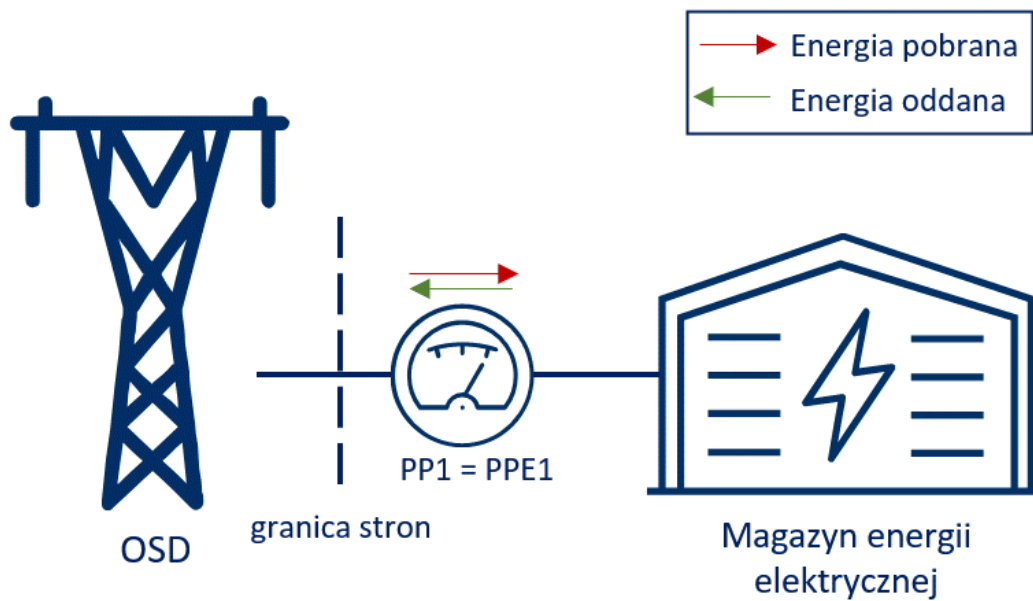 Energia pobrana
Energia oddana
PP1 = PPE1
granica stron
OSD
Magazyn energii
elektrycznej